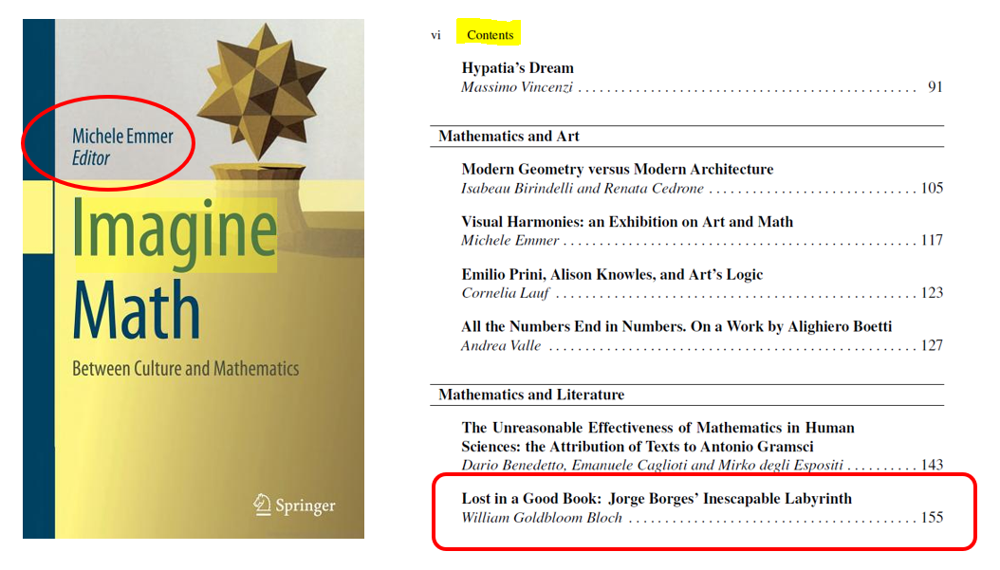 Michele Emmer
Editor
Imagine
Math
Between Culture and Mathematics
Springer
vi Contents
Hypatia's Dream
Massimo Vincenzi . . . . . . . . . . . . . . . . . . . . . . . . . . . . . . . . . . . . . . . . . . . . . . . 91
Mathematics and Art
Modern Geometry versus Modern Architecture
Isabeau Birindelli and Renata Cedrone . . . . . . . . . . . . . . . . . . . . . . . . . . . . . 105
Visual Harmonies: an Exhibition on Art and Math
Michele Emmer . . . . . . . . . . . . . . . . . . . . . . . . . . . . . . . . . . . . . . . . . . . . . . . . . 117
Emilio Prini, Alison Knowles, and Art's Logic
Cornelia Lauf . . . . . . . . . . . . . . . . . . . . . . . . . . . . . . . . . . . . . . . . . . . . . . . . . . 123
All the Numbers End in Numbers. On a Work by Alighiero Boetti
Andrea Valle . . . . . . . . . . . . . . . . . . . . . . . . . . . . . . . . . . . . . . . . . . . . . . . . . . . 127
Mathematics and Literature
The Unreasonable Effectiveness of Mathematics in Human
Sciences: the Attribution of Texts to Antonio Gramsci
Dario Benedetto, Emanuele Caglioti and Mirko degli Espositi . . . . . . . . . . 143
Lost in a Good Book: Jorge Borges' Inescapable Labyrinth
William Goldbloom Bloch . . . . . . . . . . . . . . . . . . . . . . . . . . . . . . . . . . . . . . . . 155